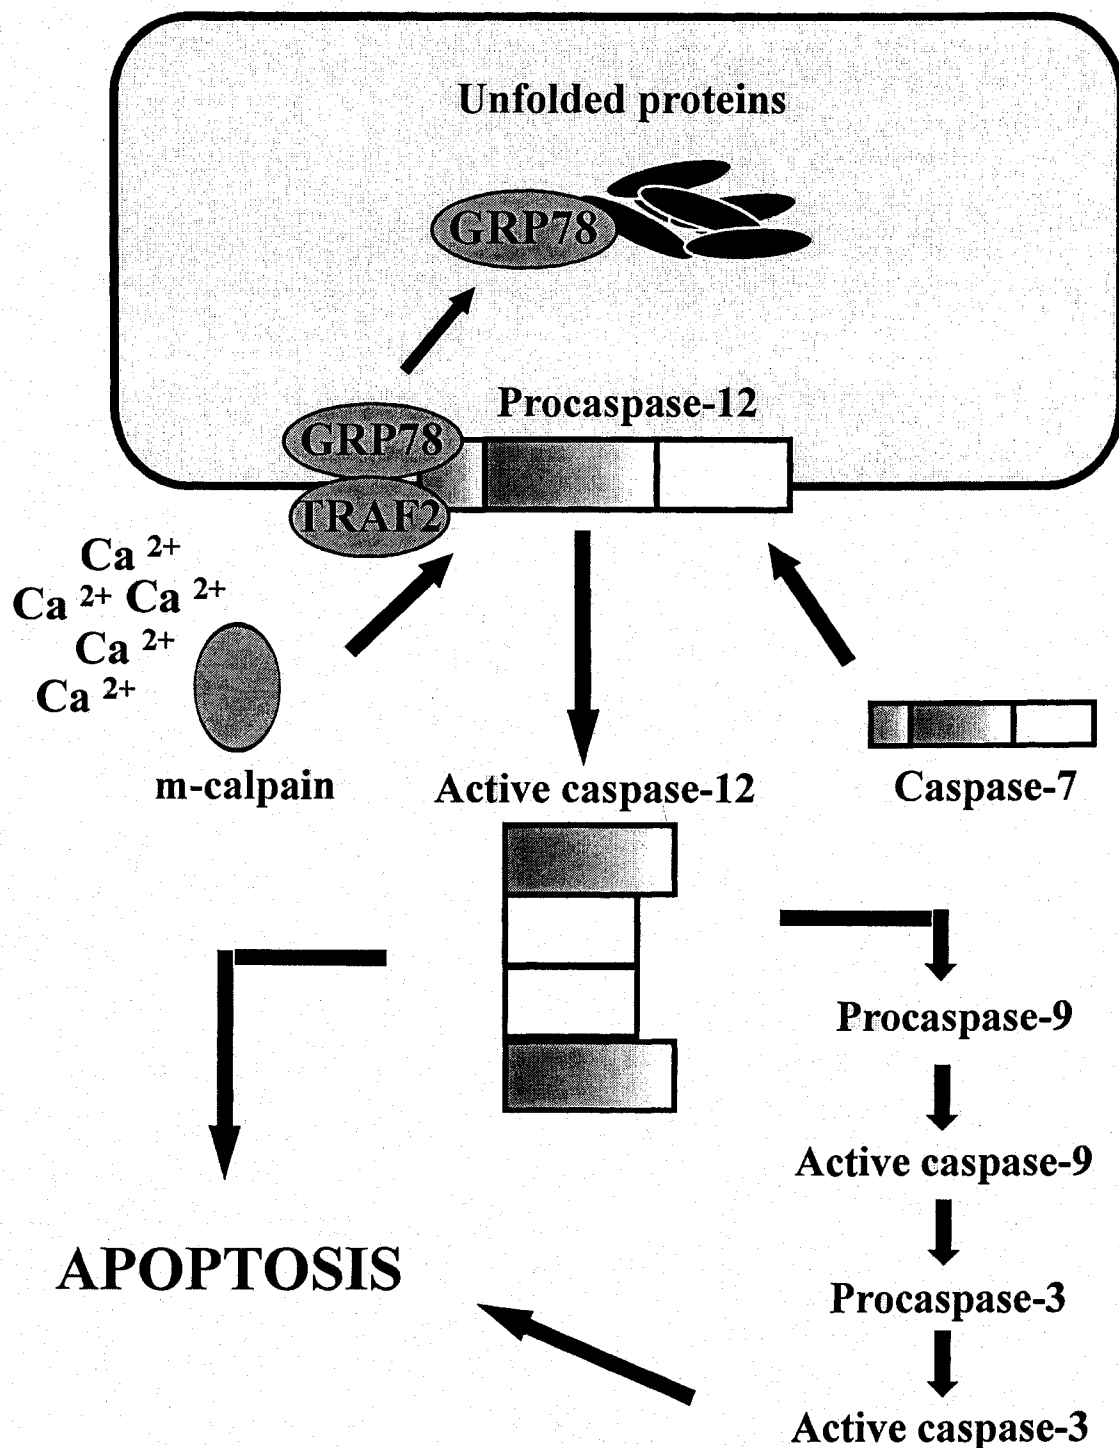 Unfolded proteins
GRP78
Procaspase-12
GRP78
TRAF2
Ca 2+
Ca 2+ Ca 2+
Ca 2+
Ca 2+
m-calpain
Active caspase-12
Caspase-7
Procaspase-9
Active caspase-9
APOPTOSIS
Procaspase-3
Active caspase-3